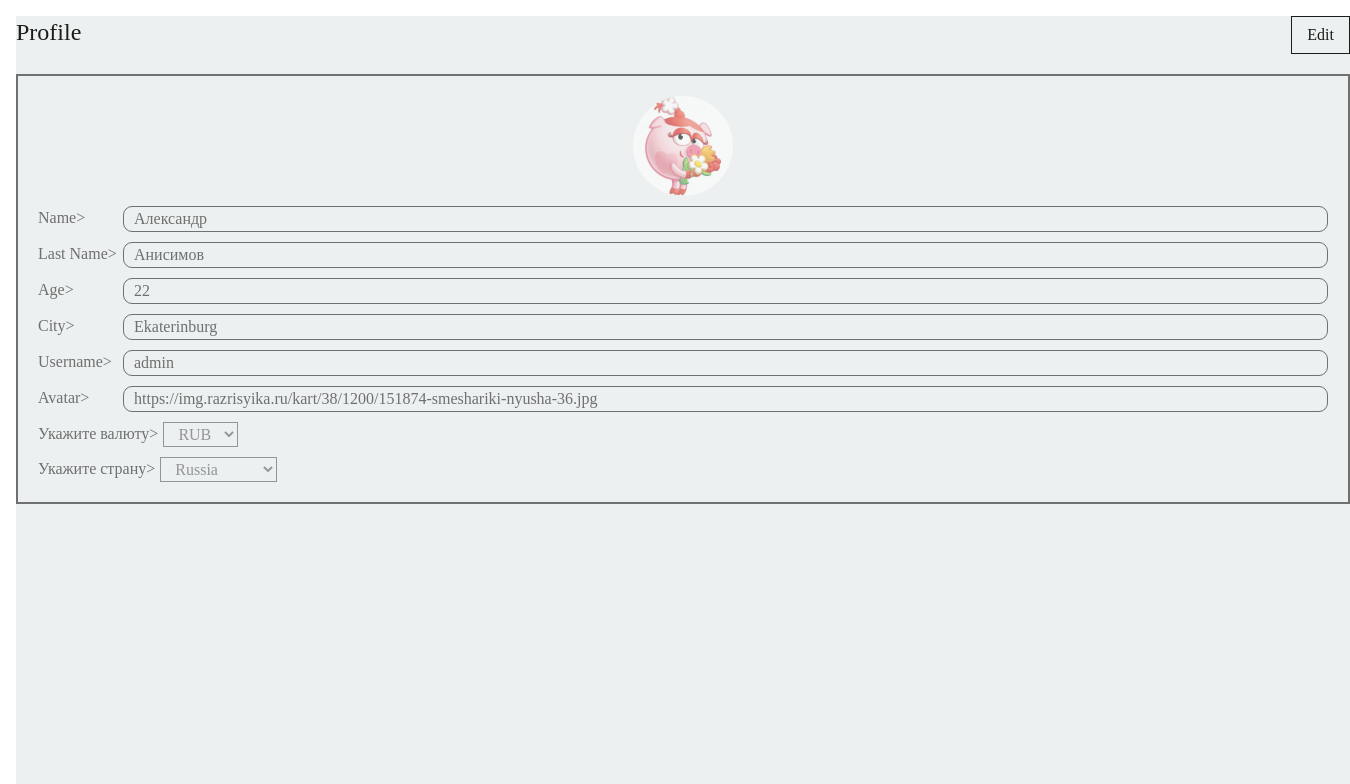 Profile
Edit
Name> Александр
Last Name> Анисимов
Age> 22
City> Ekaterinburg
Username> admin
Avatar> https://img.razrisyika.ru/kart/38/1200/151874-smeshariki-nyusha-36.jpg
Укажите валюту> RUB
Укажите страну> Russia